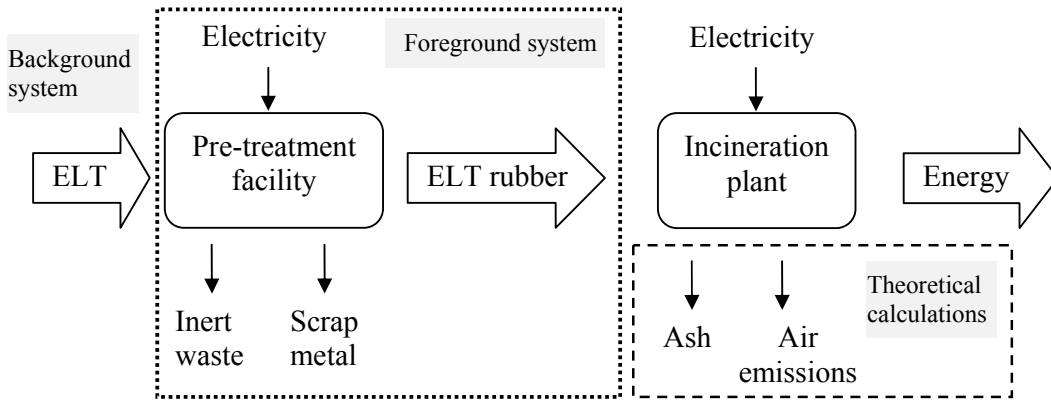 Background
system
Electricity
Foreground system
Electricity
ELT
Pre-treatment
facility
ELT rubber
Incineration
plant
Energy
Inert
waste
Scrap
metal
Ash
Air
emissions
Theoretical
calculations